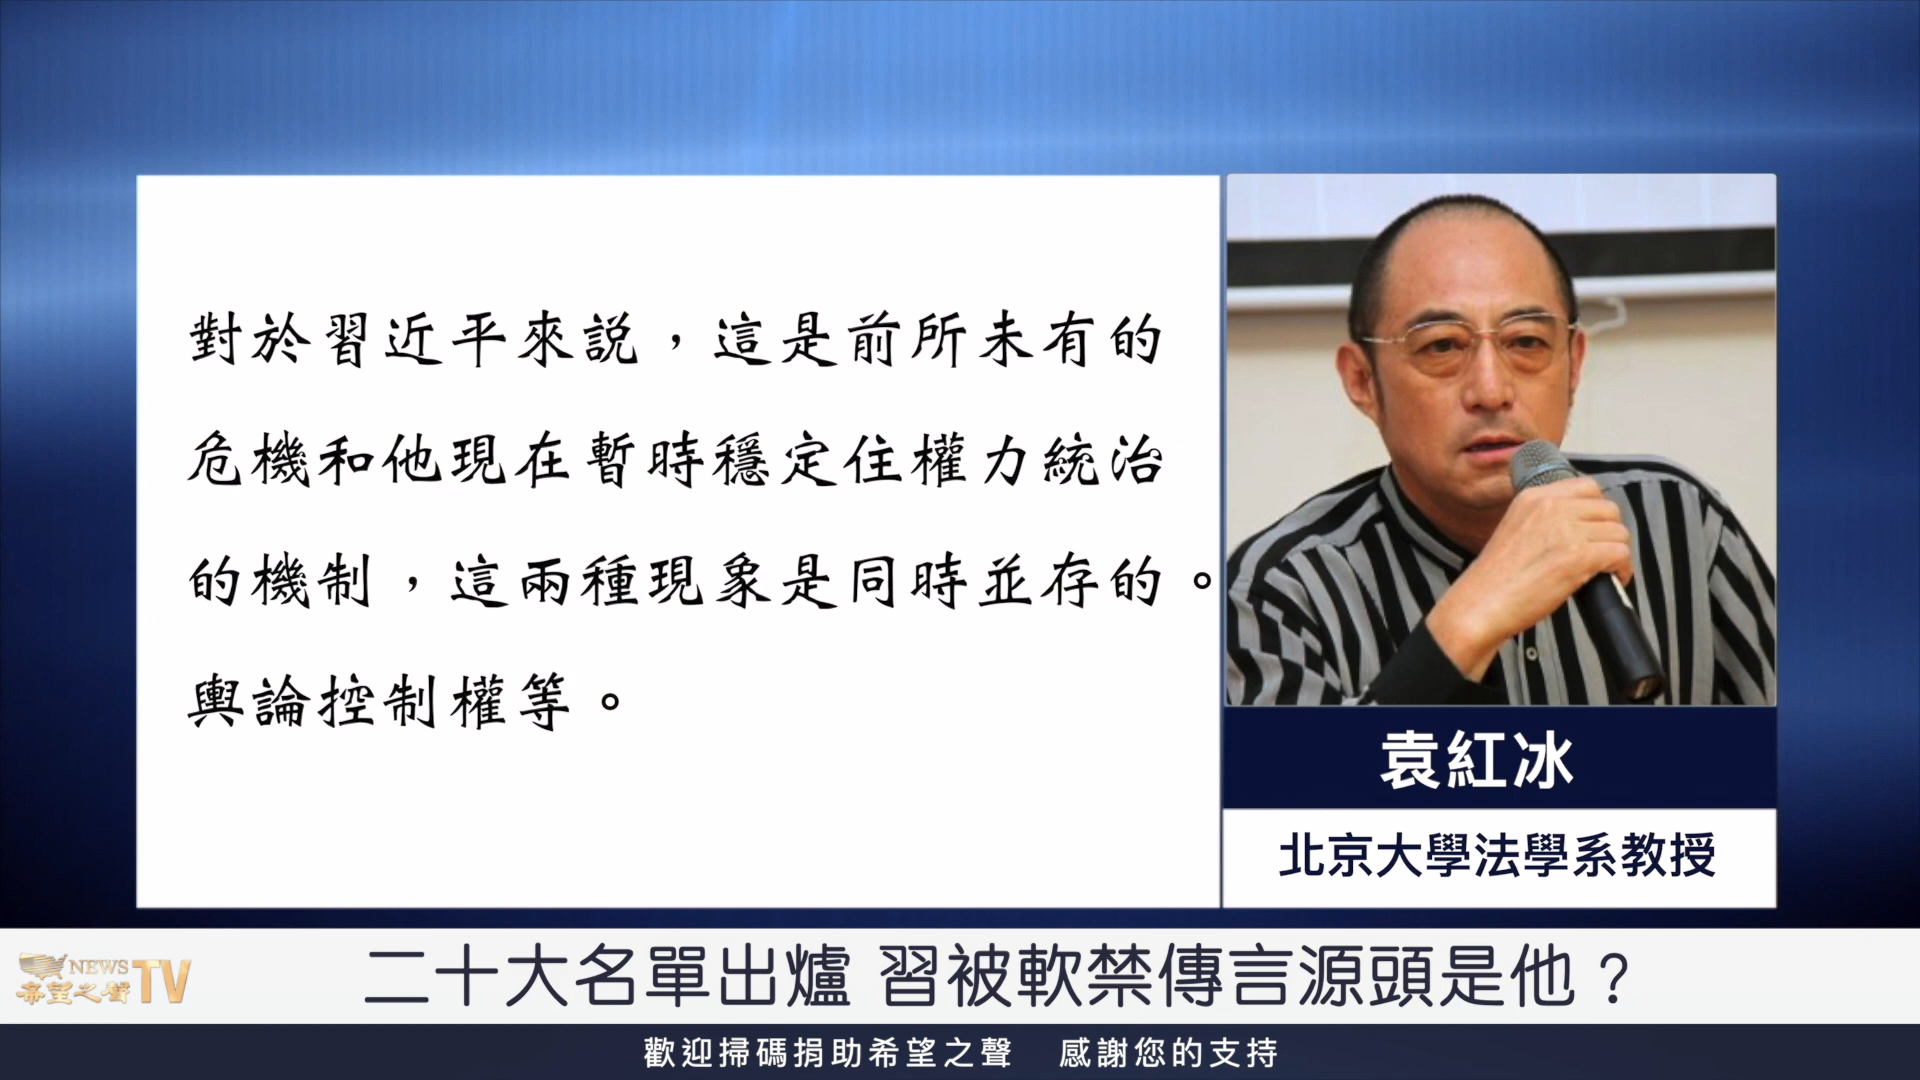 對於習近平來説，這是前所未有的
危機和他現在暫時穩定住權力統治
的機制，這兩種現象是同時並存的。
輿論控制權等。
袁紅冰
北京大學法學系教授
NEWS
希望之聲 TV
二十大名單出爐 習被軟禁傳言源頭是他？
歡迎掃碼捐助希望之聲 感謝您的支持